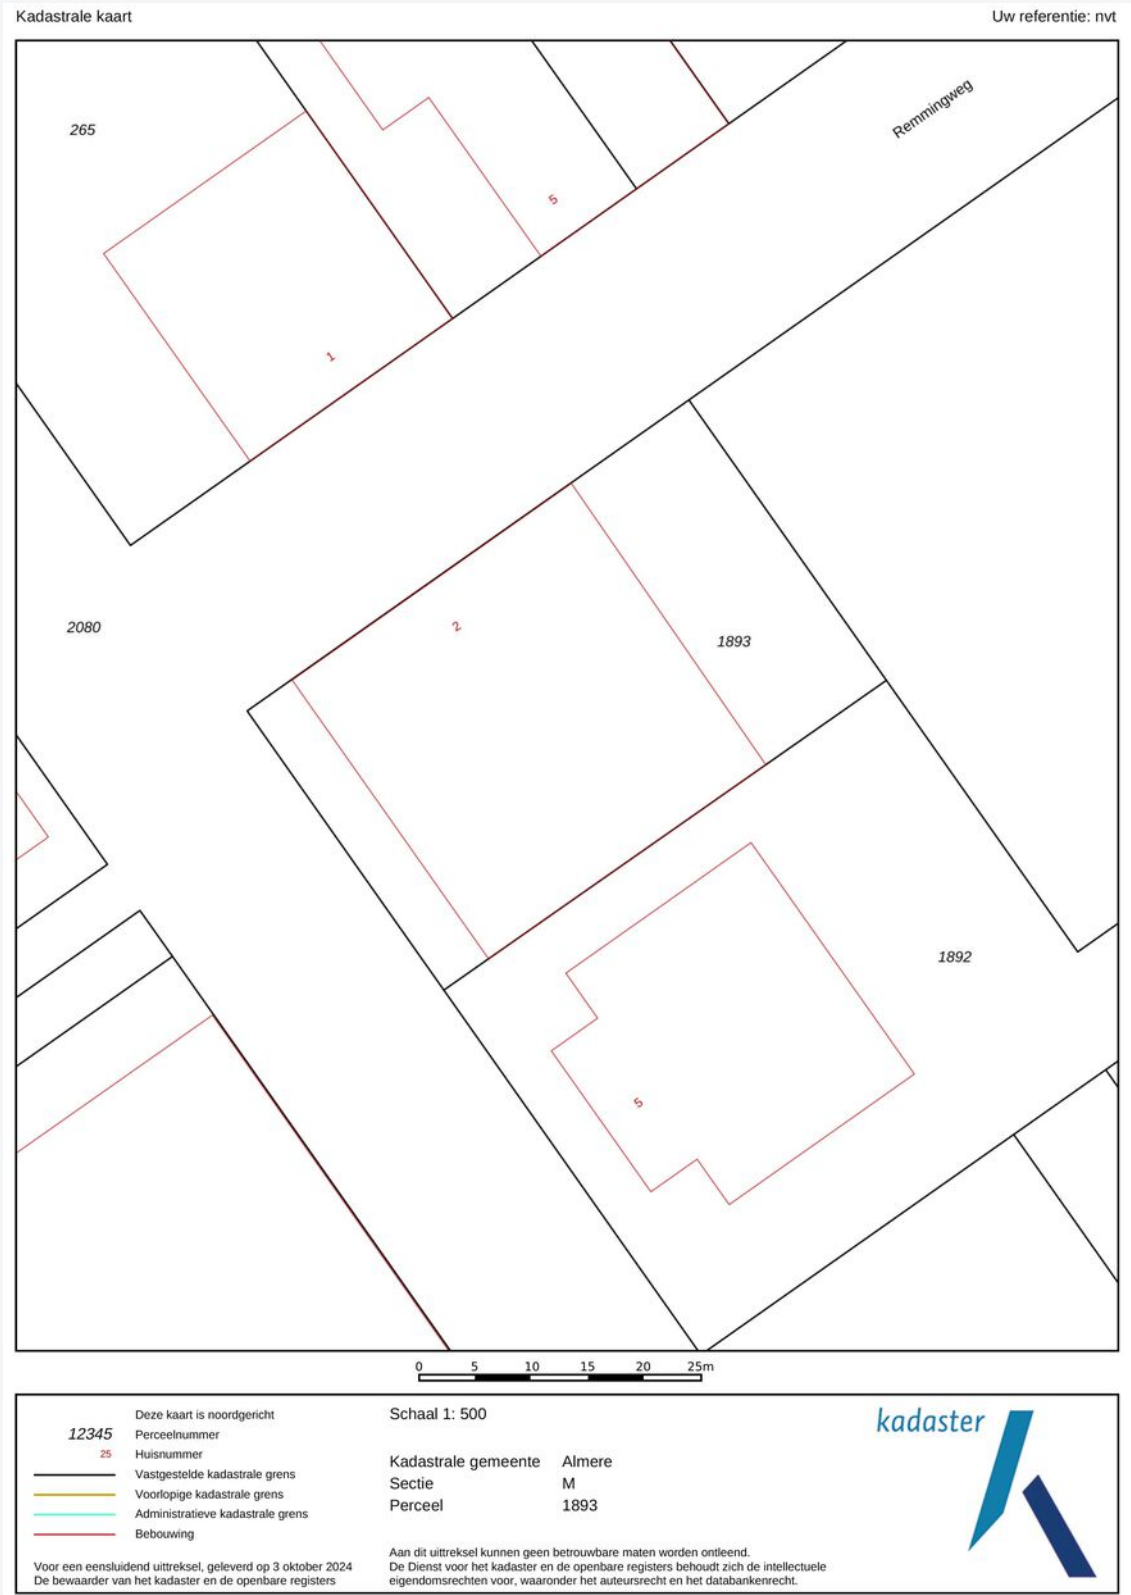 Kadastrale kaart
Uw referentie: nvt
265
Remmingweg
5
1
2080
2
1893
1892
5
0 5 10 15 20 25m
Deze kaart is noordgericht
12345 Perceelnummer
25 Huisnummer
Vastgestelde kadastrale grens
Voorlopige kadastrale grens
Administratieve kadastrale grens
Bebouwing
Voor een eensluidend uittreksel, geleverd op 3 oktober 2024
De bewaarder van het kadaster en de openbare registers
Schaal 1: 500
Kadastrale gemeente Almere
Sectie M
Perceel 1893
Aan dit uittreksel kunnen geen betrouwbare maten worden ontleend.
De Dienst voor het kadaster en de openbare registers behoudt zich de intellectuele
eigendomsrechten voor, waaronder het auteursrecht en het databankenrecht.
kadaster